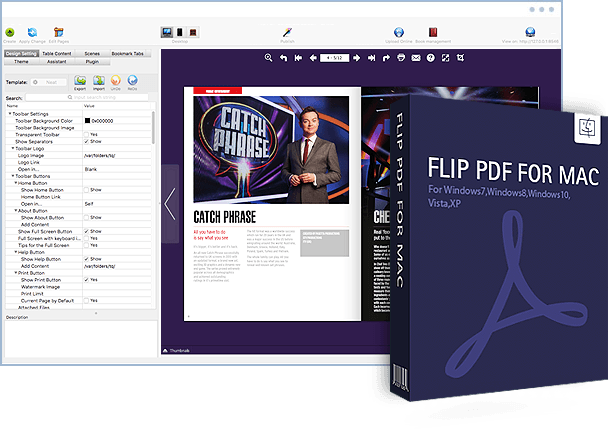 Create Apply Change Edit Pages
Desktop
Publish
Upload Online Book management
View on: http://127.0.0.1:8546
Design Setting Table Content Scenes Bookmark Tabs
Theme Assistant Plugin
Template: Neat
Export Import UnDo ReDo
Search: Input search string
Name Value
Toolbar Settings
Toolbar Background Color 0x000000
Toolbar Background Image
Transparent Toolbar Yes
Show Separators Show
Toolbar Logo
Logo Image /var/folders/tq/
Logo Link
Open in... Blank
Toolbar Buttons
Home Button
Show Home Button Show
Home Button Link
Open in... Self
About Button
Show About Button Show
Add Content
Show Full Screen Button Show
Full Screen with keyboard i Yes
Tips for the Full Screen Yes
Help Button
Show Help Button Show
Add Content /var/folders/tq/
Print Button
Show Print Button Yes
Watermark Image
Print Limit
Current Page by Default Yes
Attached Files
Description
4 - 5/12
CATCH
PHRASE
CATCH PHRASE
All you have to do
is say what you see
Thumbnails
FLIP PDF FOR MAC
FLIP PDF FOR MAC
For Windows7,Windows8,Windows10,
Vista,XP